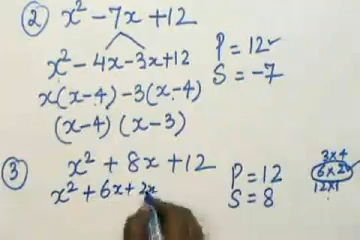 ② x² - 7x + 12
x² - 4x - 3x + 12
P = 12 ✓
S = -7
x(x-4) - 3(x-4)
(x-4) (x-3)
③ x² + 8x + 12
x² + 6x + 2x
P = 12
S = 8
3x4
6x2
12x1